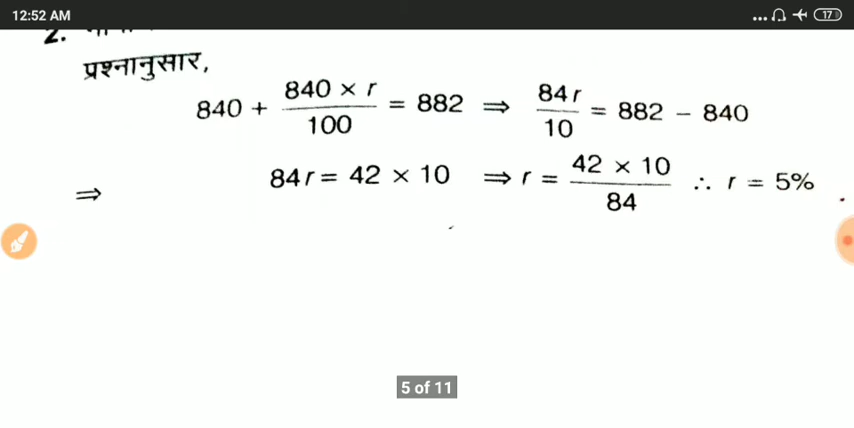 12:52 AM ... 17
2.
प्रश्नानुसार,
840 + 840 × r / 100 = 882 ⇒ 84r / 10 = 882 − 840
⇒ 84r = 42 × 10 ⇒ r = 42 × 10 / 84 ∴ r = 5%
5 of 11